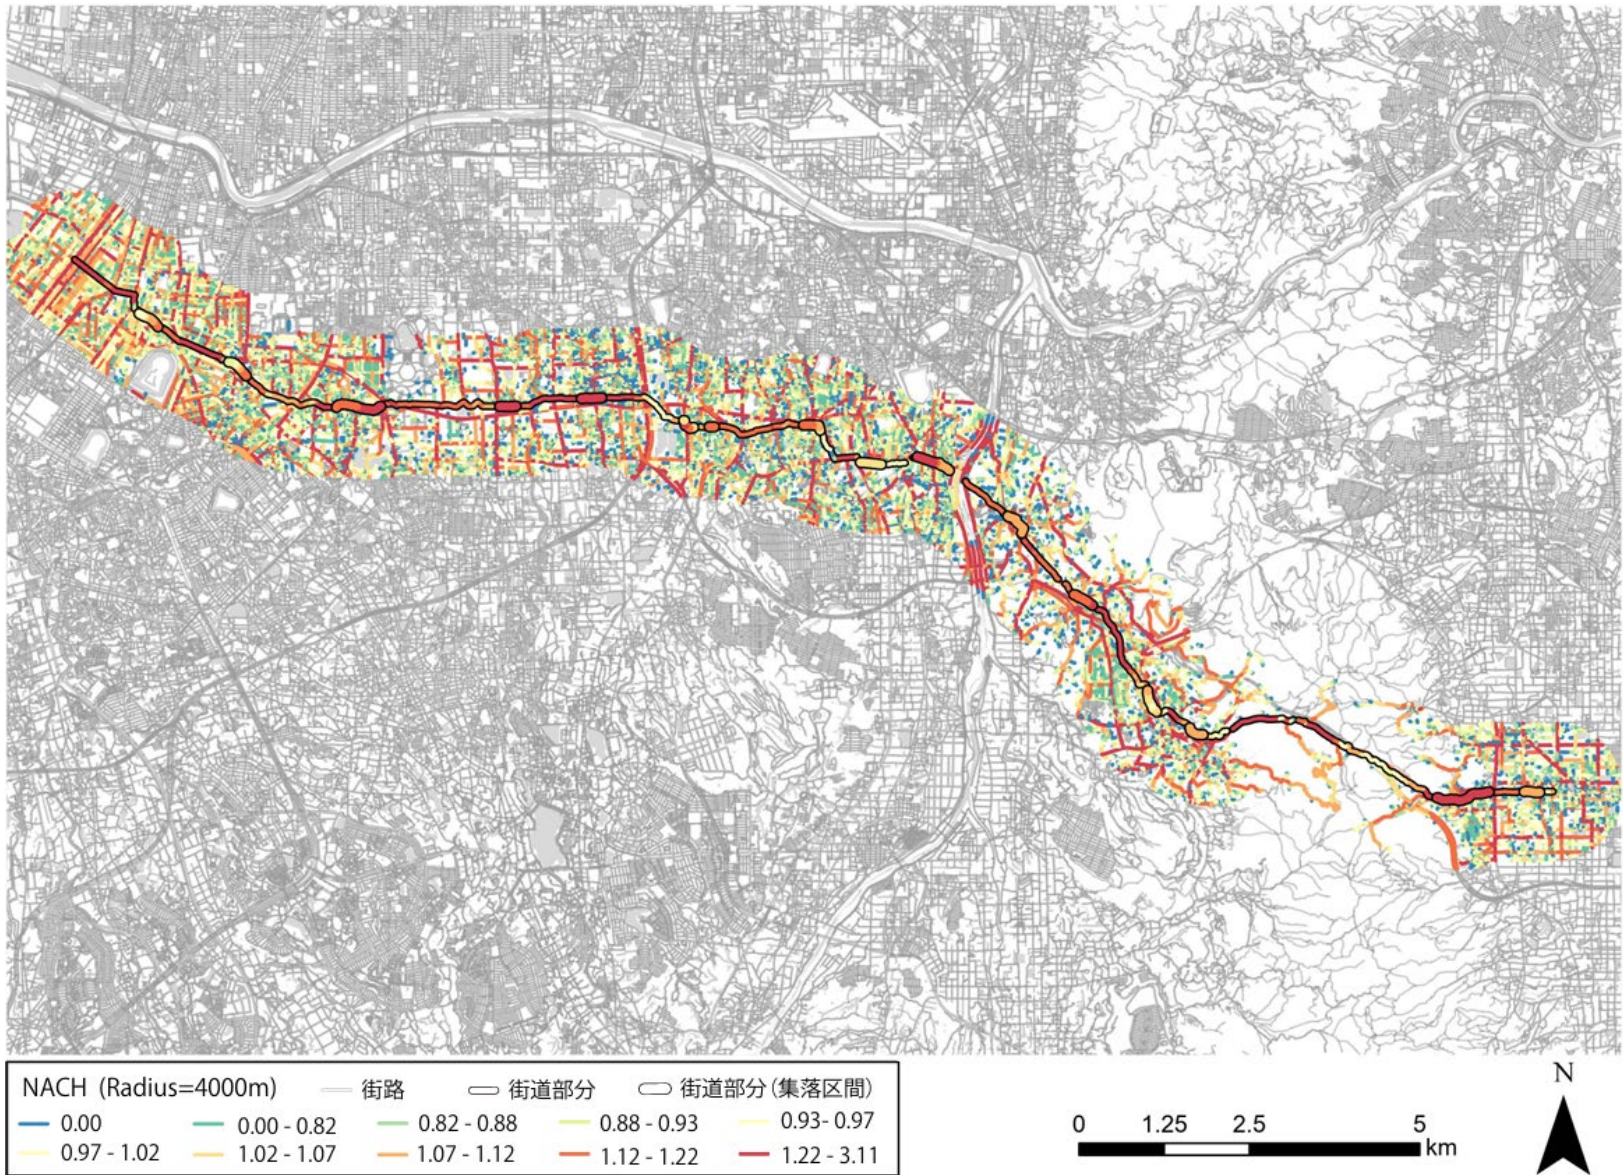 NACH (Radius=4000m) 街路 街道部分 街道部分(集落区間)
0.00 0.00 - 0.82 0.82 - 0.88 0.88 - 0.93 0.93- 0.97
0.97 - 1.02 1.02 - 1.07 1.07 - 1.12 1.12 - 1.22 1.22 - 3.11
N
0 1.25 2.5 5
km